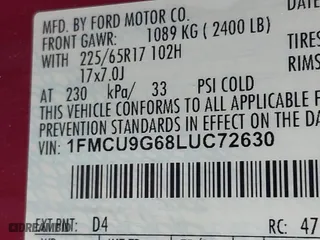 MFD. BY FORD MOTOR CO.
DATE
FRONT GAWR: 1089 KG ( 2400 LB)
WITH 225/65R17 102H
TIRES
17x7.0J
RIMS
AT 230 kPa/ 33 PSI COLD
THIS VEHICLE CONFORMS TO ALL APPLICABLE
PREVENTION STANDARDS IN EFFECT ON THE DA
VIN: 1FMCU9G68LUC72630
EXT PNT: D4 RC: 47